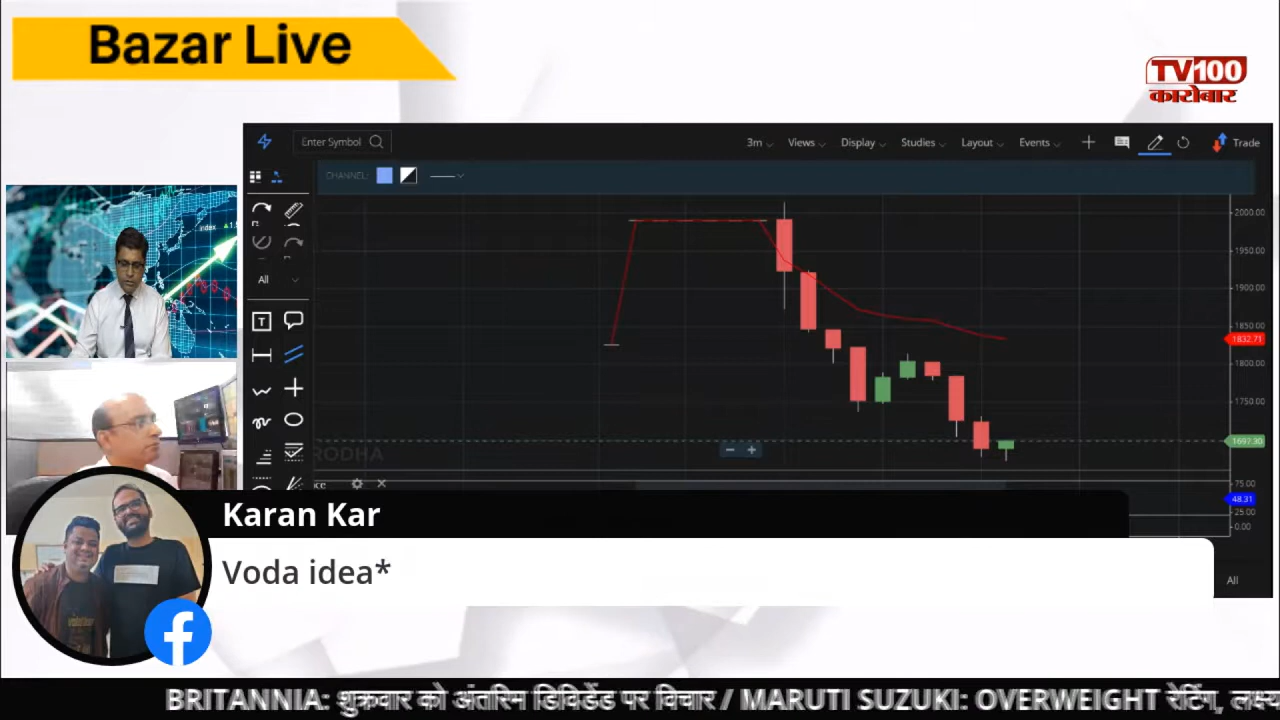 Bazar Live
TV100
कारोबार
Enter Symbol
3m
Views
Display
Studies
Layout
Events
Trade
CHANNEL:
All
T
2000.00
1950.00
1900.00
1850.00
1832.71
1800.00
1750.00
1697.30
75.00
48.31
25.00
0.00
All
Karan Kar
Voda idea*
BRITANNIA: शुक्रवार को अंतरिम डिविडेंड पर विचार / MARUTI SUZUKI: OVERWEIGHT रेटिंग, लक्ष्य